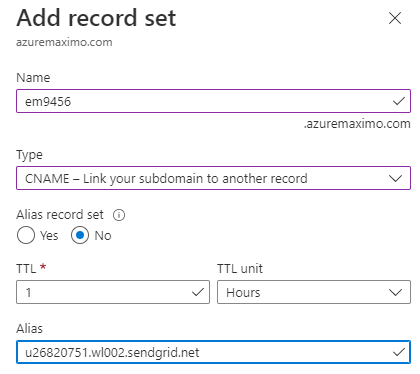 Add record set
azuremaximo.com
Name
em9456
.azuremaximo.com
Type
CNAME – Link your subdomain to another record
Alias record set
Yes No
TTL * TTL unit
1 Hours
Alias
u26820751.wl002.sendgrid.net